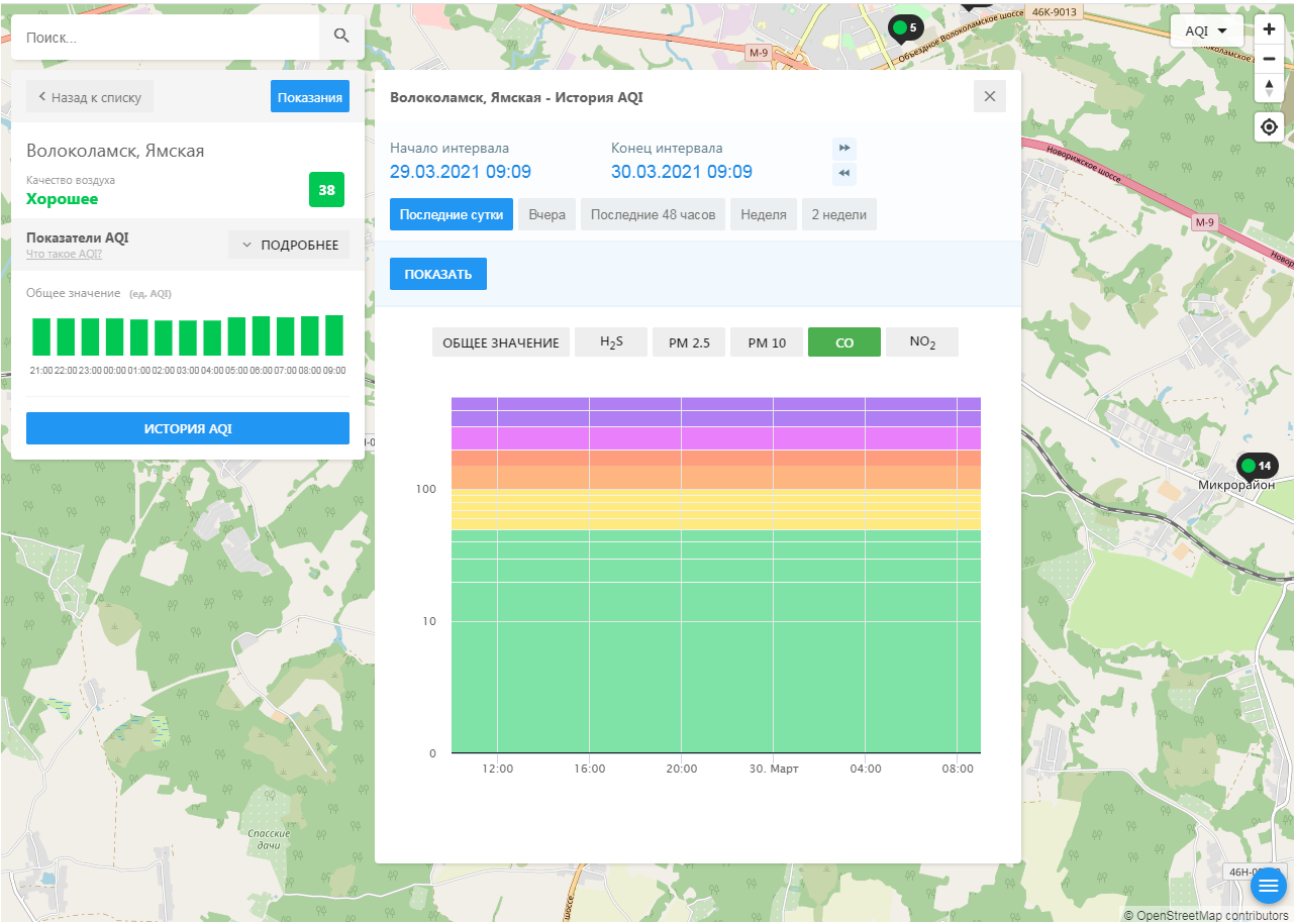 Поиск...
5
46К-9013
Объездное Волоколамское шоссе
М-9
AQI
Назад к списку
Показания
Волоколамск, Ямская
Качество воздуха
Хорошее
38
Показатели AQI
Что такое AQI?
ПОДРОБНЕЕ
Общее значение (ед. AQI)
21:00 22:00 23:00 00:00 01:00 02:00 03:00 04:00 05:00 06:00 07:00 08:00 09:00
ИСТОРИЯ AQI
Волоколамск, Ямская - История AQI
Начало интервала
29.03.2021 09:09
Конец интервала
30.03.2021 09:09
Последние сутки
Вчера
Последние 48 часов
Неделя
2 недели
ПОКАЗАТЬ
ОБЩЕЕ ЗНАЧЕНИЕ
H2S
PM 2.5
PM 10
CO
NO2
100
10
0
12:00 16:00 20:00 30. Март 04:00 08:00
Новорижское шоссе
М-9
14
Микрорайон
Спасские
дачи
© OpenStreetMap contributors